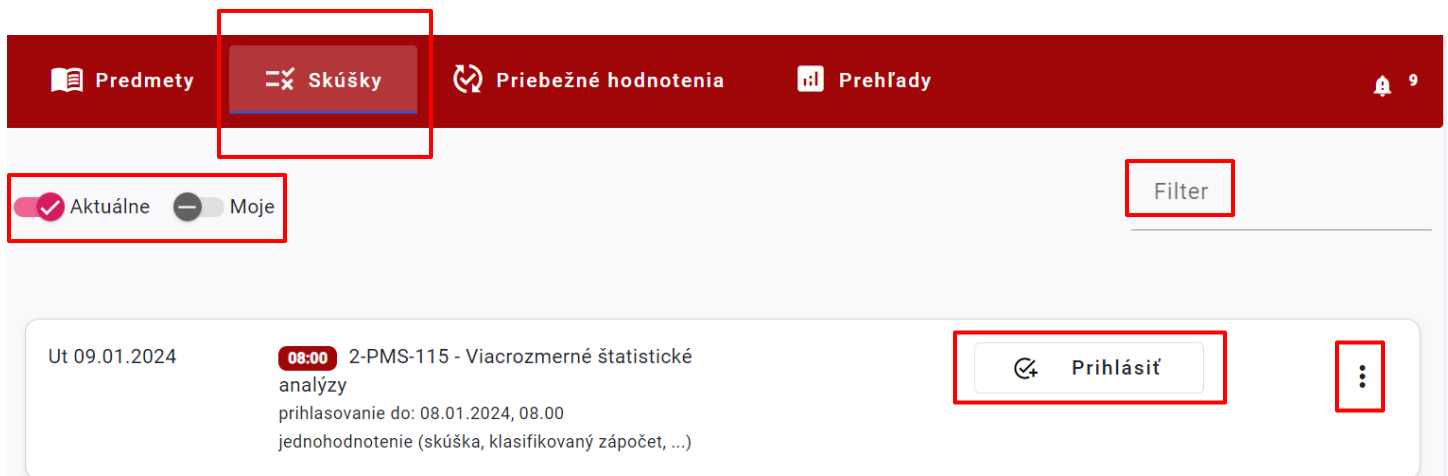 Predmety Skúšky Priebežné hodnotenia Prehľady 9
Aktuálne Moje Filter
Ut 09.01.2024 08:00 2-PMS-115 - Viacrozmerné štatistické Prihlásiť
analýzy
prihlasovanie do: 08.01.2024, 08.00
jednohodnotenie (skúška, klasifikovaný zápočet, ...)